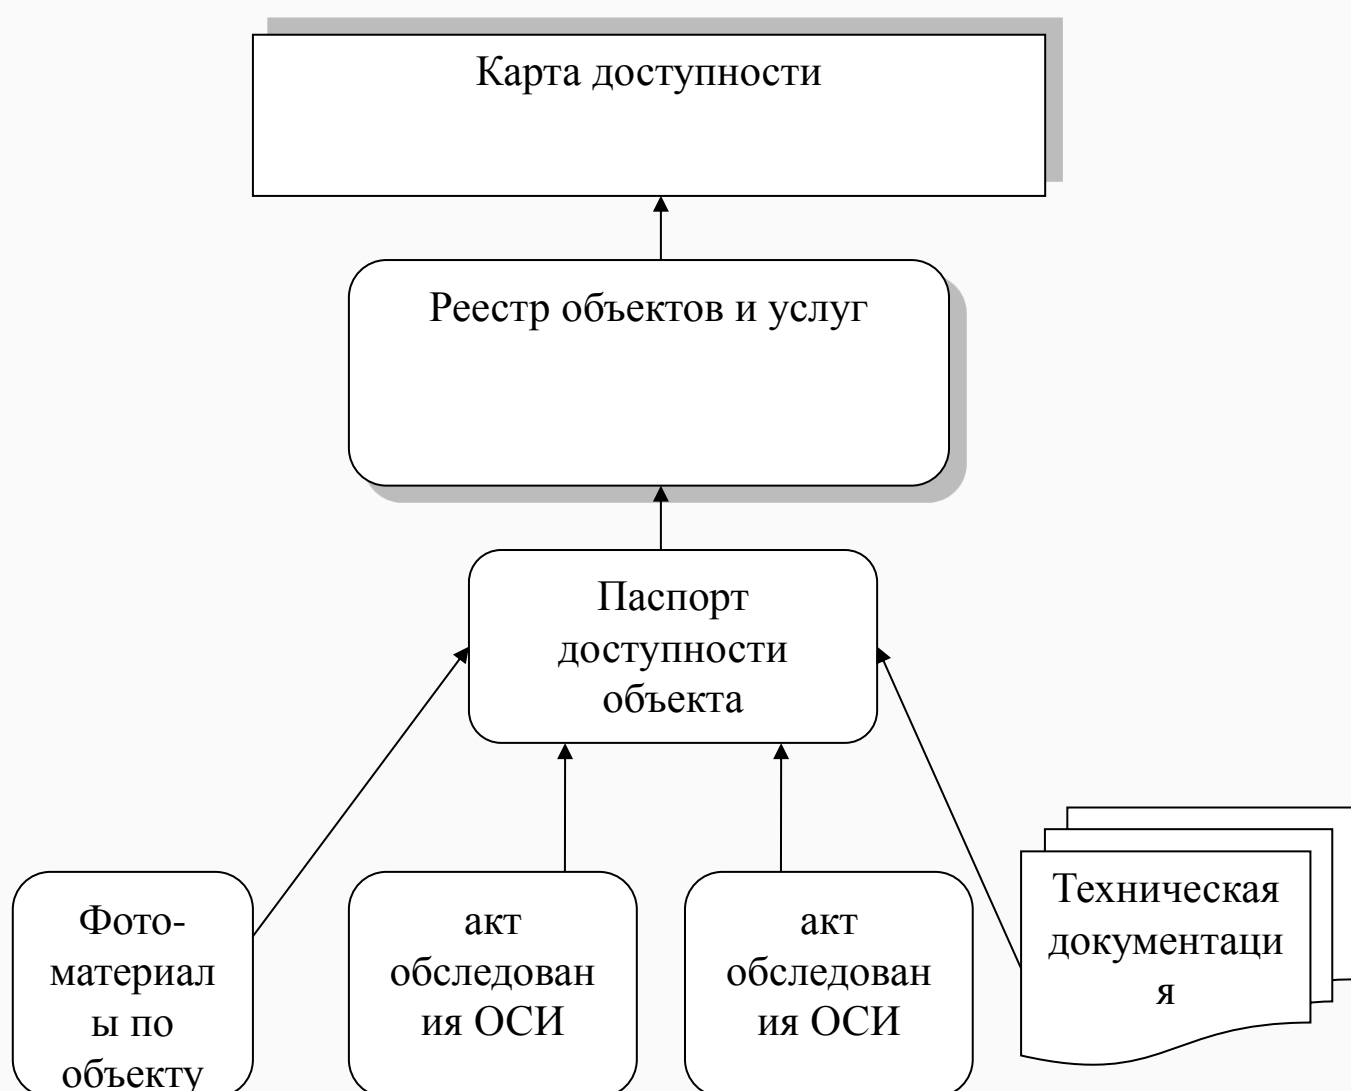 Карта доступности
Реестр объектов и услуг
Паспорт
доступности
объекта
Фото-
материал
ы по
объекту
акт
обследован
ия ОСИ
акт
обследован
ия ОСИ
Техническая
документаци
я